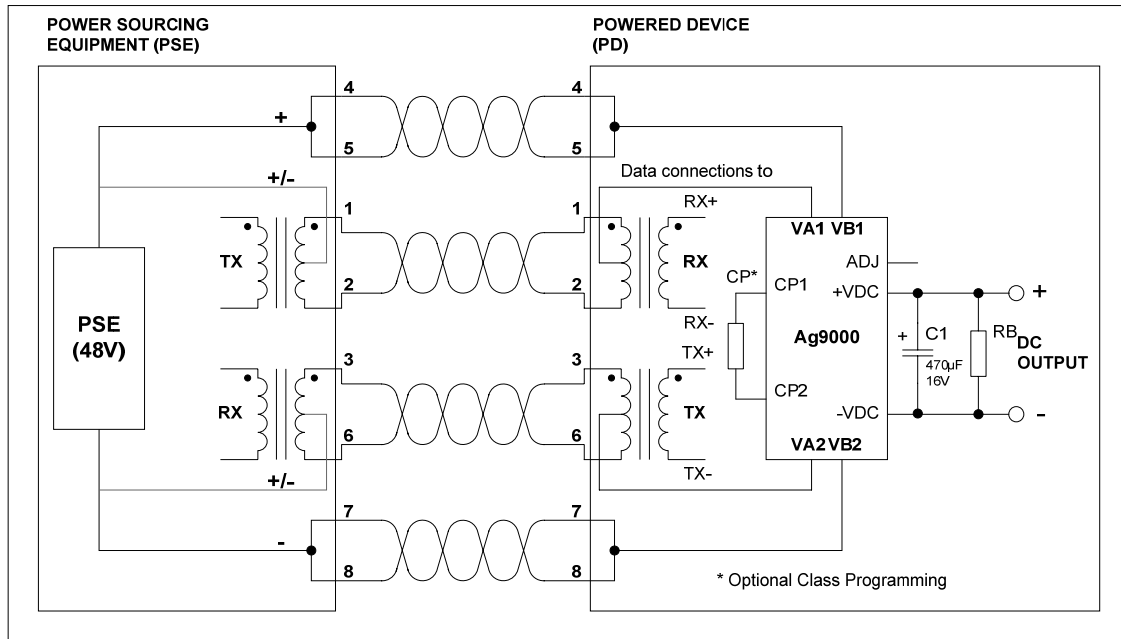 POWER SOURCING
EQUIPMENT (PSE)
POWERED DEVICE
(PD)
4
4
+
5
5
+/-
Data connections to
1
1
RX+
VA1 VB1
TX
RX
ADJ
CP*
CP1
+VDC
+
2
2
PSE
(48V)
RX-
TX+
Ag9000
+
C1
470µF
16V
RB
DC
OUTPUT
3
3
CP2
RX
TX
-VDC
-
6
6
VA2 VB2
TX-
+/-
7
7
-
8
8
* Optional Class Programming